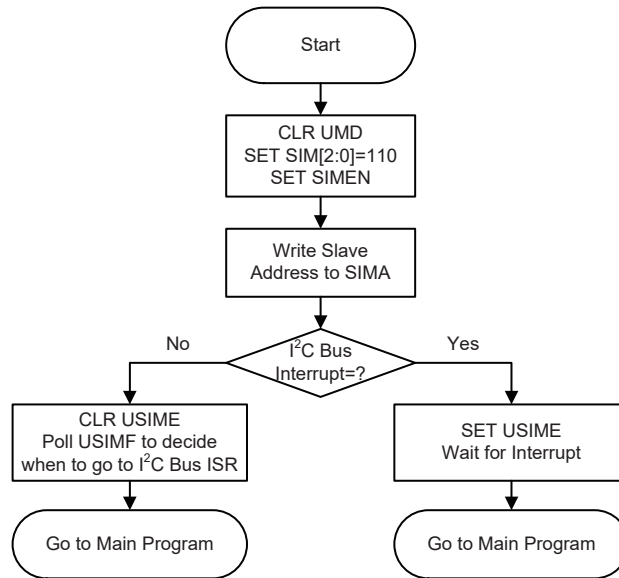 Start
CLR UMD
SET SIM[2:0]=110
SET SIMEN
Write Slave
Address to SIMA
No
I²C Bus
Interrupt=?
Yes
CLR USIME
Poll USIMF to decide
when to go to I²C Bus ISR
SET USIME
Wait for Interrupt
Go to Main Program
Go to Main Program